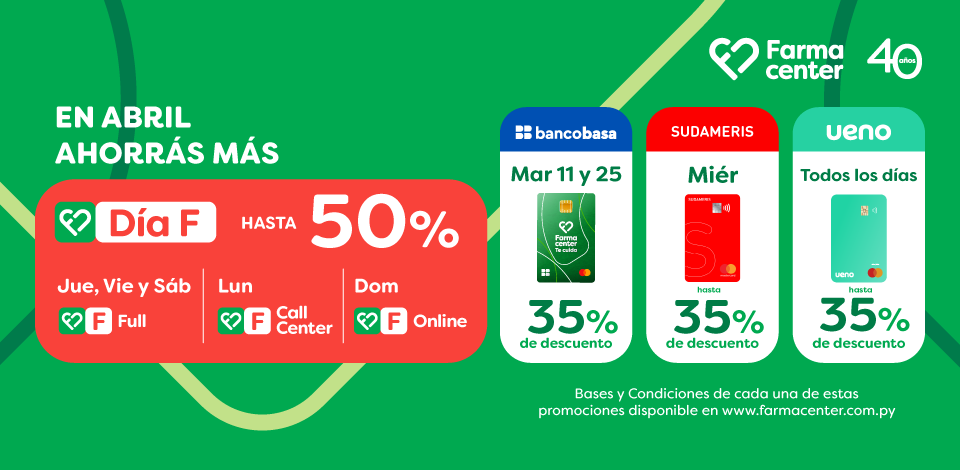 Farma
center
40
años
EN ABRIL
AHORRÁS MÁS
Día F
HASTA
50%
Jue, Vie y Sáb
F Full
Lun
F Call
Center
Dom
F Online
bancobasa
Mar 11 y 25
Farma
center
Te cuida
35%
de descuento
SUDAMERIS
Miér
SUDAMERIS
S
hasta
35%
de descuento
ueno
Todos los días
ueno
hasta
35%
de descuento
Bases y Condiciones de cada una de estas
promociones disponible en www.farmacenter.com.py